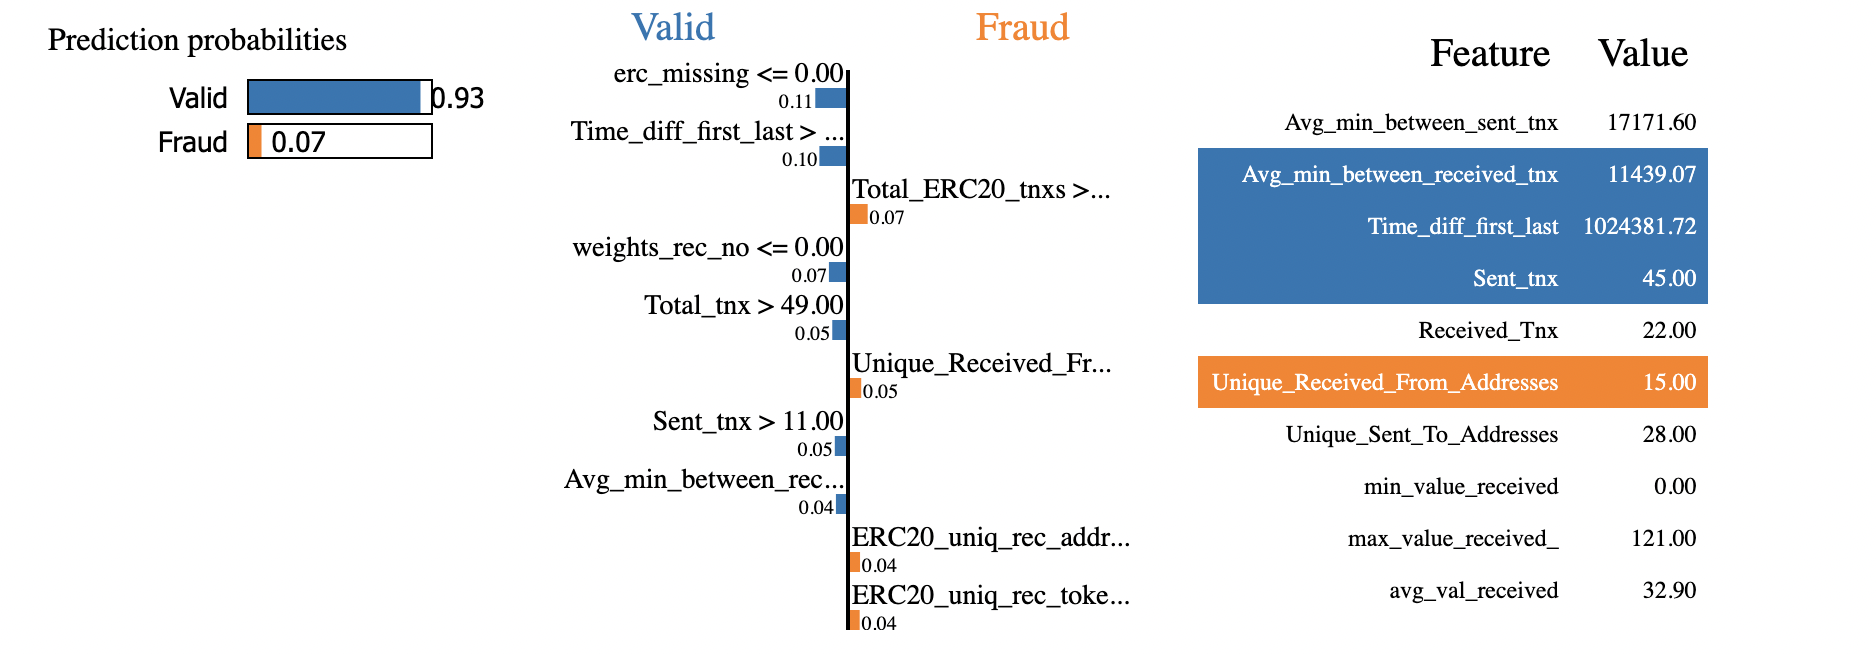 Prediction probabilities
Valid 0.93
Fraud 0.07
Valid Fraud
erc_missing <= 0.00
0.11
Time_diff_first_last > ...
0.10
Total_ERC20_tnxs >...
0.07
weights_rec_no <= 0.00
0.07
Total_tnx > 49.00
0.05
Unique_Received_Fr...
0.05
Sent_tnx > 11.00
0.05
Avg_min_between_rec...
0.04
ERC20_uniq_rec_addr...
0.04
ERC20_uniq_rec_toke...
0.04
Feature Value
Avg_min_between_sent_tnx 17171.60
Avg_min_between_received_tnx 11439.07
Time_diff_first_last 1024381.72
Sent_tnx 45.00
Received_Tnx 22.00
Unique_Received_From_Addresses 15.00
Unique_Sent_To_Addresses 28.00
min_value_received 0.00
max_value_received_ 121.00
avg_val_received 32.90